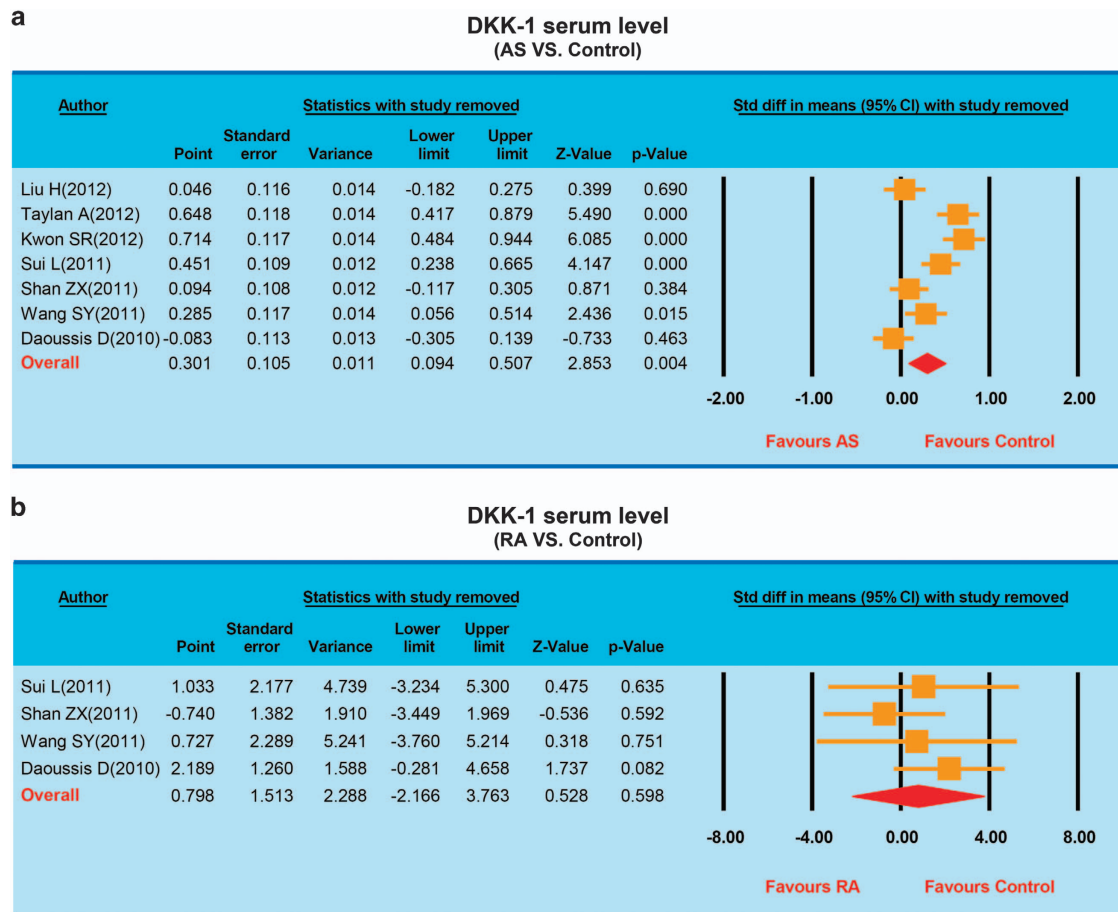 a
DKK-1 serum level
(AS VS. Control)
Author Statistics with study removed Std diff in means (95% CI) with study removed
Standard Lower Upper
Point error Variance limit limit Z-Value p-Value
Liu H(2012) 0.046 0.116 0.014 -0.182 0.275 0.399 0.690
Taylan A(2012) 0.648 0.118 0.014 0.417 0.879 5.490 0.000
Kwon SR(2012) 0.714 0.117 0.014 0.484 0.944 6.085 0.000
Sui L(2011) 0.451 0.109 0.012 0.238 0.665 4.147 0.000
Shan ZX(2011) 0.094 0.108 0.012 -0.117 0.305 0.871 0.384
Wang SY(2011) 0.285 0.117 0.014 0.056 0.514 2.436 0.015
Daoussis D(2010) -0.083 0.113 0.013 -0.305 0.139 -0.733 0.463
Overall 0.301 0.105 0.011 0.094 0.507 2.853 0.004
-2.00 -1.00 0.00 1.00 2.00
Favours AS Favours Control
b
DKK-1 serum level
(RA VS. Control)
Author Statistics with study removed Std diff in means (95% CI) with study removed
Standard Lower Upper
Point error Variance limit limit Z-Value p-Value
Sui L(2011) 1.033 2.177 4.739 -3.234 5.300 0.475 0.635
Shan ZX(2011) -0.740 1.382 1.910 -3.449 1.969 -0.536 0.592
Wang SY(2011) 0.727 2.289 5.241 -3.760 5.214 0.318 0.751
Daoussis D(2010) 2.189 1.260 1.588 -0.281 4.658 1.737 0.082
Overall 0.798 1.513 2.288 -2.166 3.763 0.528 0.598
-8.00 -4.00 0.00 4.00 8.00
Favours RA Favours Control